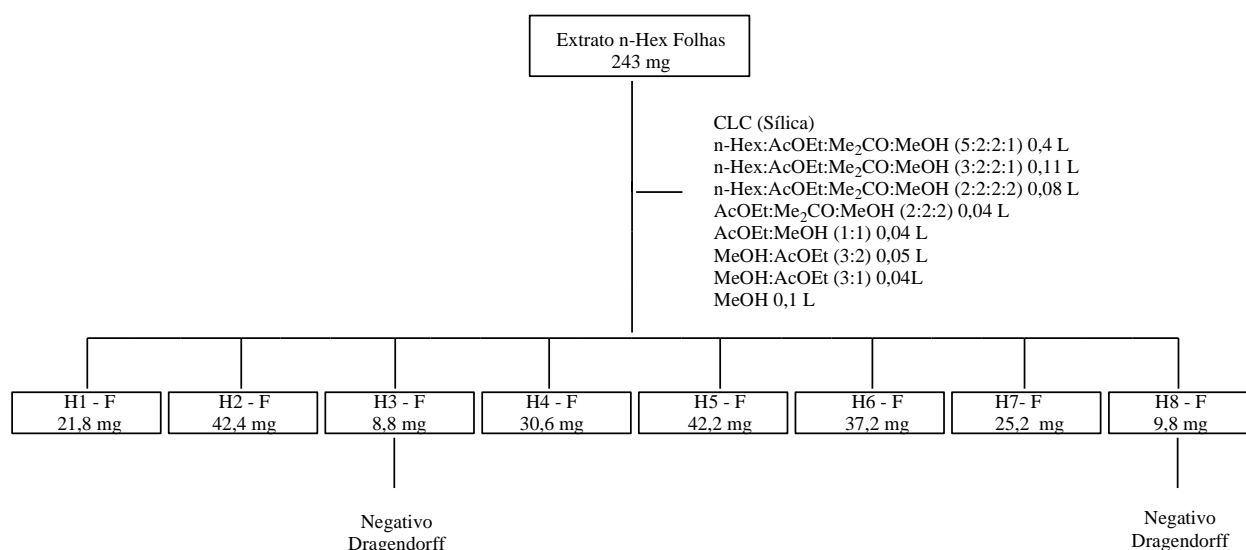 Extrato n-Hex Folhas
243 mg
CLC (Sílica)
n-Hex:AcOEt:Me₂CO:MeOH (5:2:2:1) 0,4 L
n-Hex:AcOEt:Me₂CO:MeOH (3:2:2:1) 0,11 L
n-Hex:AcOEt:Me₂CO:MeOH (2:2:2:2) 0,08 L
AcOEt:Me₂CO:MeOH (2:2:2) 0,04 L
AcOEt:MeOH (1:1) 0,04 L
MeOH:AcOEt (3:2) 0,05 L
MeOH:AcOEt (3:1) 0,04L
MeOH 0,1 L
H1 - F
21,8 mg
H2 - F
42,4 mg
H3 - F
8,8 mg
H4 - F
30,6 mg
H5 - F
42,2 mg
H6 - F
37,2 mg
H7- F
25,2 mg
H8 - F
9,8 mg
Negativo
Dragendorff
Negativo
Dragendorff